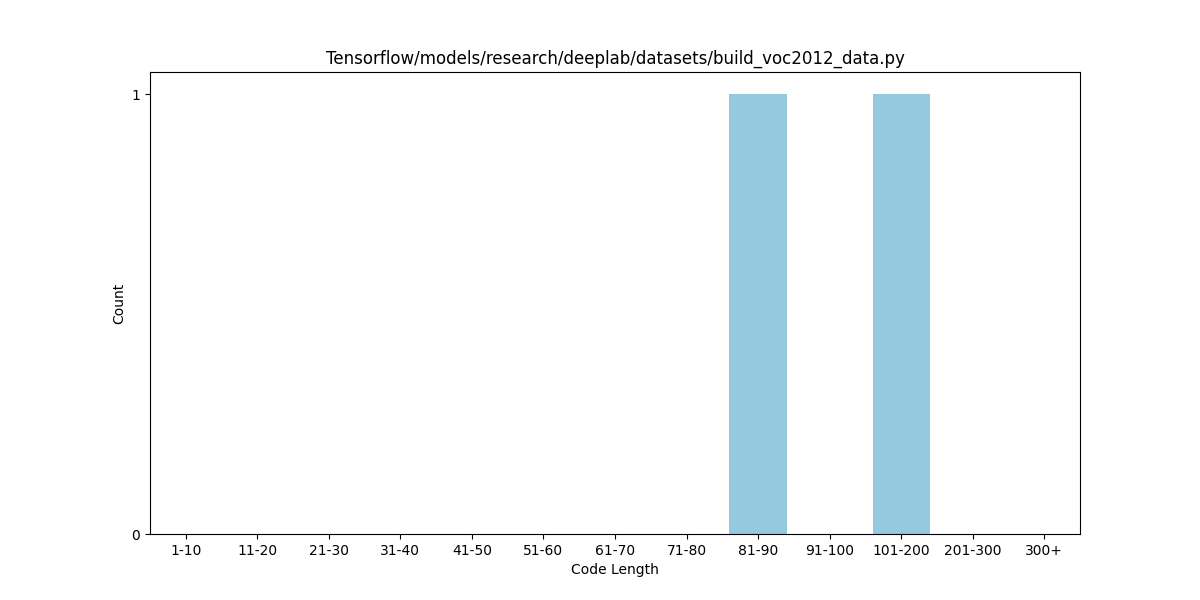 Tensorflow/models/research/deeplab/datasets/build_voc2012_data.py
1
0
Count
1-10 11-20 21-30 31-40 41-50 51-60 61-70 71-80 81-90 91-100 101-200 201-300 300+
Code Length